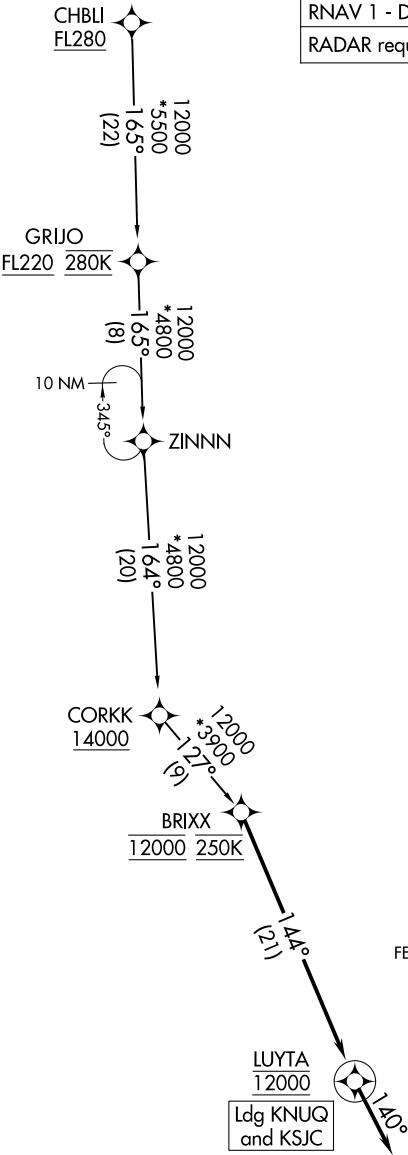 RNAV 1 - D
RADAR requ
CHBLI
FL280
12000
*5500
165°
(22)
GRIJO
FL220 280K
12000
*4800
165°
(8)
10 NM
345°
ZINNN
12000
*4800
164°
(20)
CORKK
14000
12000
*3900
127°
(9)
BRIXX
12000 250K
144°
(21)
FE
LUYTA
12000
140°
Ldg KNUQ
and KSJC